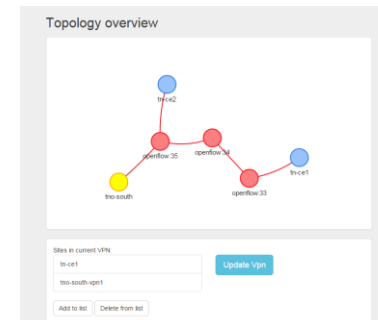 Topology overview
tn-ce2
openflow:35
openflow:34
tn-ce1
openflow:33
tno-south
Sites in current VPN:
tn-ce1
tno-south-vpn1
Update Vpn
Add to list
Delete from list